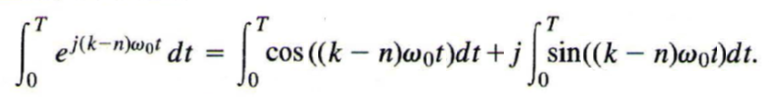 ∫₀ᵀ e^{j(k−n)ω₀t} dt = ∫₀ᵀ cos((k − n)ω₀t)dt + j ∫₀ᵀ sin((k − n)ω₀t)dt.